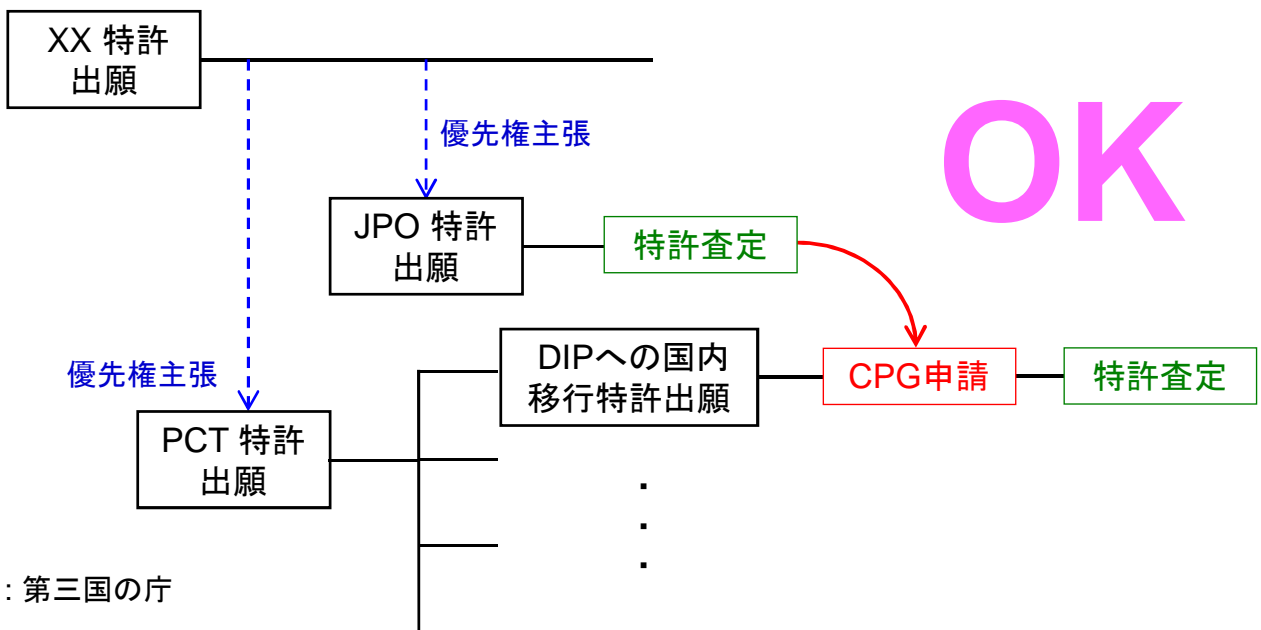 XX 特許
出願
OK
優先権主張
JPO 特許
出願
特許査定
DIPへの国内
移行特許出願
CPG申請
特許査定
優先権主張
PCT 特許
出願
: 第三国の庁